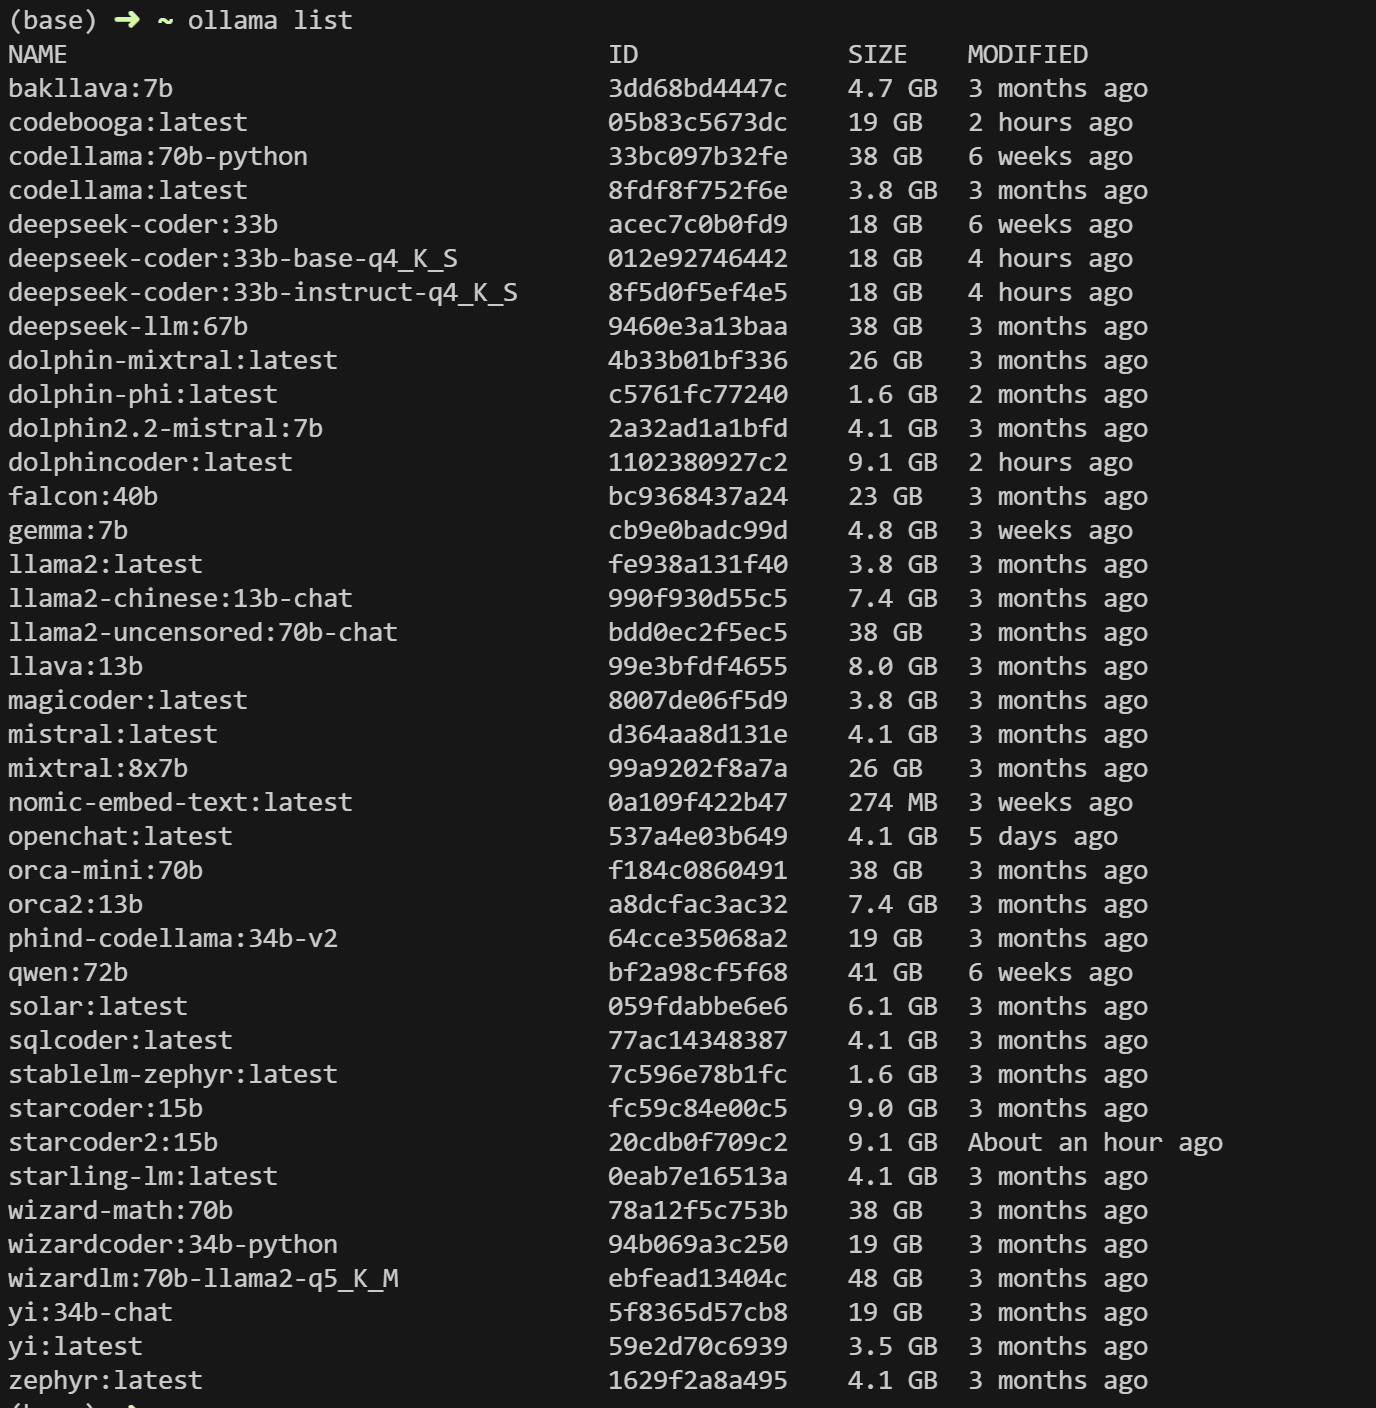 (base) ➜ ~ ollama list
NAME ID SIZE MODIFIED
bakllava:7b 3dd68bd4447c 4.7 GB 3 months ago
codebooga:latest 05b83c5673dc 19 GB 2 hours ago
codellama:70b-python 33bc097b32fe 38 GB 6 weeks ago
codellama:latest 8fdf8f752f6e 3.8 GB 3 months ago
deepseek-coder:33b acec7c0b0fd9 18 GB 6 weeks ago
deepseek-coder:33b-base-q4_K_S 012e92746442 18 GB 4 hours ago
deepseek-coder:33b-instruct-q4_K_S 8f5d0f5ef4e5 18 GB 4 hours ago
deepseek-llm:67b 9460e3a13baa 38 GB 3 months ago
dolphin-mixtral:latest 4b33b01bf336 26 GB 3 months ago
dolphin-phi:latest c5761fc77240 1.6 GB 2 months ago
dolphin2.2-mistral:7b 2a32ad1a1bfd 4.1 GB 3 months ago
dolphincoder:latest 1102380927c2 9.1 GB 2 hours ago
falcon:40b bc9368437a24 23 GB 3 months ago
gemma:7b cb9e0badc99d 4.8 GB 3 weeks ago
llama2:latest fe938a131f40 3.8 GB 3 months ago
llama2-chinese:13b-chat 990f930d55c5 7.4 GB 3 months ago
llama2-uncensored:70b-chat bdd0ec2f5ec5 38 GB 3 months ago
llava:13b 99e3bfdf4655 8.0 GB 3 months ago
magicoder:latest 8007de06f5d9 3.8 GB 3 months ago
mistral:latest d364aa8d131e 4.1 GB 3 months ago
mixtral:8x7b 99a9202f8a7a 26 GB 3 months ago
nomic-embed-text:latest 0a109f422b47 274 MB 3 weeks ago
openchat:latest 537a4e03b649 4.1 GB 5 days ago
orca-mini:70b f184c0860491 38 GB 3 months ago
orca2:13b a8dcfac3ac32 7.4 GB 3 months ago
phind-codellama:34b-v2 64cce35068a2 19 GB 3 months ago
qwen:72b bf2a98cf5f68 41 GB 6 weeks ago
solar:latest 059fdabbe6e6 6.1 GB 3 months ago
sqlcoder:latest 77ac14348387 4.1 GB 3 months ago
stablelm-zephyr:latest 7c596e78b1fc 1.6 GB 3 months ago
starcoder:15b fc59c84e00c5 9.0 GB 3 months ago
starcoder2:15b 20cdb0f709c2 9.1 GB About an hour ago
starling-lm:latest 0eab7e16513a 4.1 GB 3 months ago
wizard-math:70b 78a12f5c753b 38 GB 3 months ago
wizardcoder:34b-python 94b069a3c250 19 GB 3 months ago
wizardlm:70b-llama2-q5_K_M ebfead13404c 48 GB 3 months ago
yi:34b-chat 5f8365d57cb8 19 GB 3 months ago
yi:latest 59e2d70c6939 3.5 GB 3 months ago
zephyr:latest 1629f2a8a495 4.1 GB 3 months ago